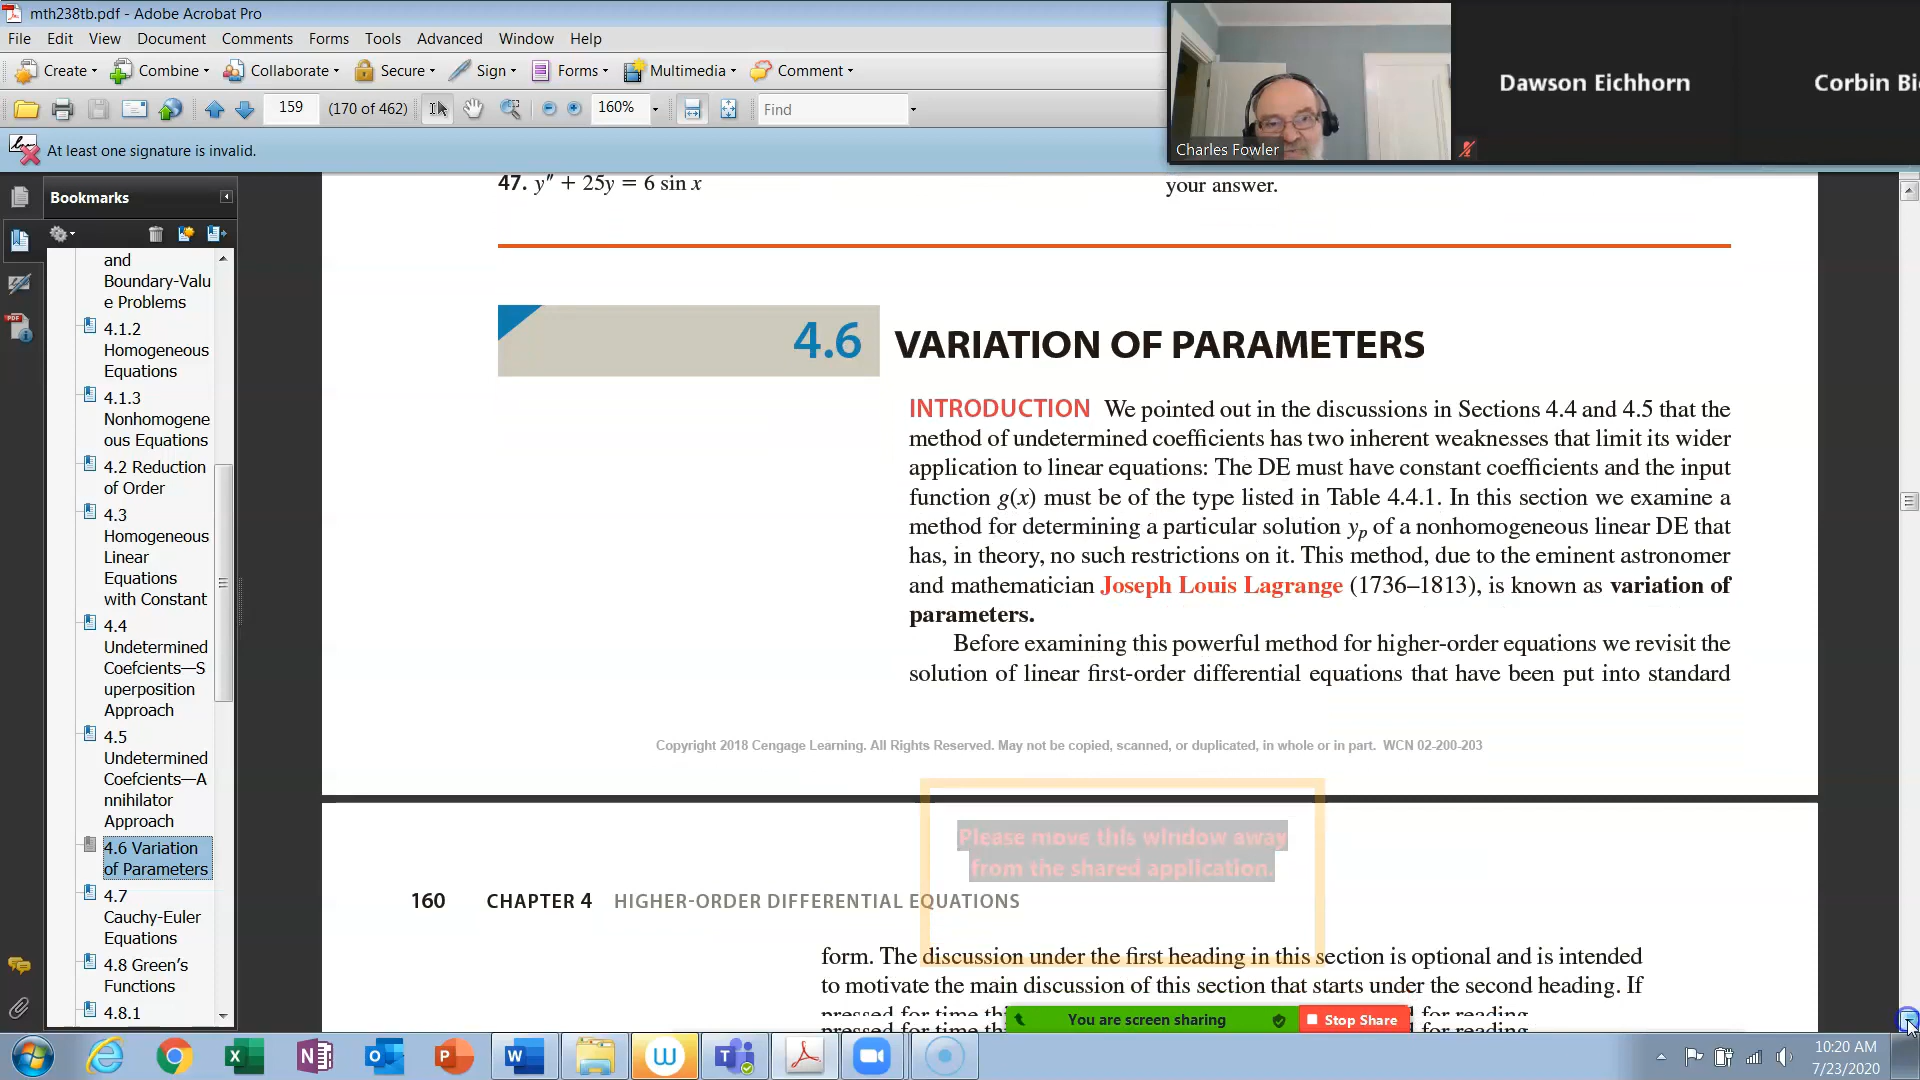 mth238tb.pdf - Adobe Acrobat Pro
File Edit View Document Comments Forms Tools Advanced Window Help
Create Combine Collaborate Secure Sign Forms Multimedia Comment
159 (170 of 462) 160% Find
At least one signature is invalid.
Charles Fowler
Dawson Eichhorn
Corbin
Bookmarks
and
Boundary-Valu
e Problems
4.1.2
Homogeneous
Equations
4.1.3
Nonhomogene
ous Equations
4.2 Reduction
of Order
4.3
Homogeneous
Linear
Equations
with Constant
4.4
Undetermined
Coefcients—S
uperposition
Approach
4.5
Undetermined
Coefcients—A
nnihilator
Approach
4.6 Variation
of Parameters
4.7
Cauchy-Euler
Equations
4.8 Green's
Functions
4.8.1
47. y″ + 25y = 6 sin x
your answer.
4.6 VARIATION OF PARAMETERS
INTRODUCTION We pointed out in the discussions in Sections 4.4 and 4.5 that the
method of undetermined coefficients has two inherent weaknesses that limit its wider
application to linear equations: The DE must have constant coefficients and the input
function g(x) must be of the type listed in Table 4.4.1. In this section we examine a
method for determining a particular solution yp of a nonhomogeneous linear DE that
has, in theory, no such restrictions on it. This method, due to the eminent astronomer
and mathematician Joseph Louis Lagrange (1736–1813), is known as variation of
parameters.
Before examining this powerful method for higher-order equations we revisit the
solution of linear first-order differential equations that have been put into standard
Copyright 2018 Cengage Learning. All Rights Reserved. May not be copied, scanned, or duplicated, in whole or in part. WCN 02-200-203
Please move this window away
from the shared application.
160 CHAPTER 4 HIGHER-ORDER DIFFERENTIAL EQUATIONS
form. The discussion under the first heading in this section is optional and is intended
to motivate the main discussion of this section that starts under the second heading. If
pressed for time for reading
You are screen sharing Stop Share
10:20 AM
7/23/2020